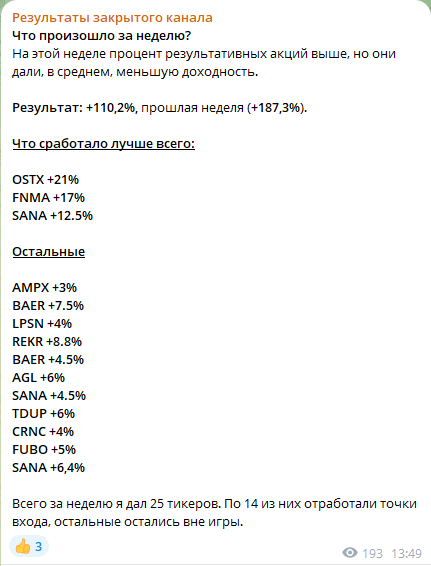 Результаты закрытого канала
Что произошло за неделю?
На этой неделе процент результативных акций выше, но они
дали, в среднем, меньшую доходность.
Результат: +110,2%, прошлая неделя (+187,3%).
Что сработало лучше всего:
OSTX +21%
FNMA +17%
SANA +12.5%
Остальные
AMPX +3%
BAER +7.5%
LPSN +4%
REKR +8.8%
BAER +4.5%
AGL +6%
SANA +4.5%
TDUP +6%
CRNC +4%
FUBO +5%
SANA +6,4%
Всего за неделю я дал 25 тикеров. По 14 из них отработали точки
входа, остальные остались вне игры.
👍 3
193 13:49